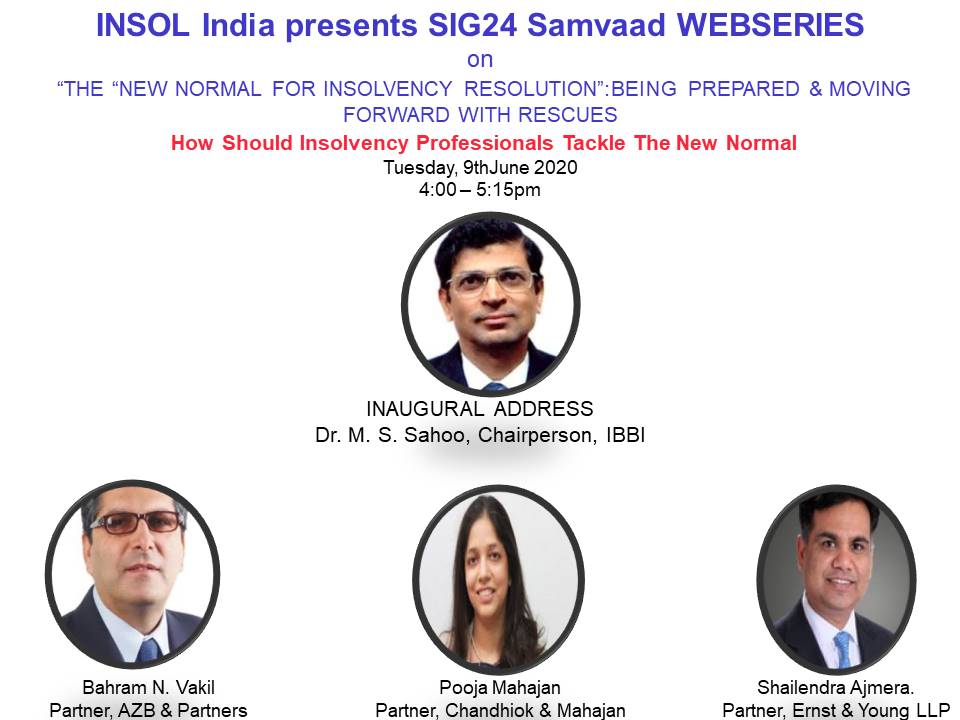 INSOL India presents SIG24 Samvaad WEBSERIES
on
“THE “NEW NORMAL FOR INSOLVENCY RESOLUTION”:BEING PREPARED & MOVING
FORWARD WITH RESCUES
How Should Insolvency Professionals Tackle The New Normal
Tuesday, 9thJune 2020
4:00 – 5:15pm
INAUGURAL ADDRESS
Dr. M. S. Sahoo, Chairperson, IBBI
Bahram N. Vakil
Partner, AZB & Partners
Pooja Mahajan
Partner, Chandhiok & Mahajan
Shailendra Ajmera.
Partner, Ernst & Young LLP